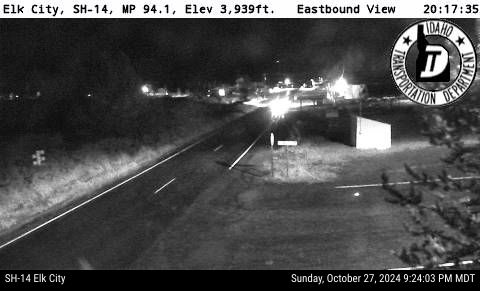 Elk City, SH-14, MP 94.1, Elev 3,939ft. Eastbound View 20:17:35
IDAHO
TRANSPORTATION DEPARTMENT
SH-14 Elk City Sunday, October 27, 2024 9:24:03 PM MDT